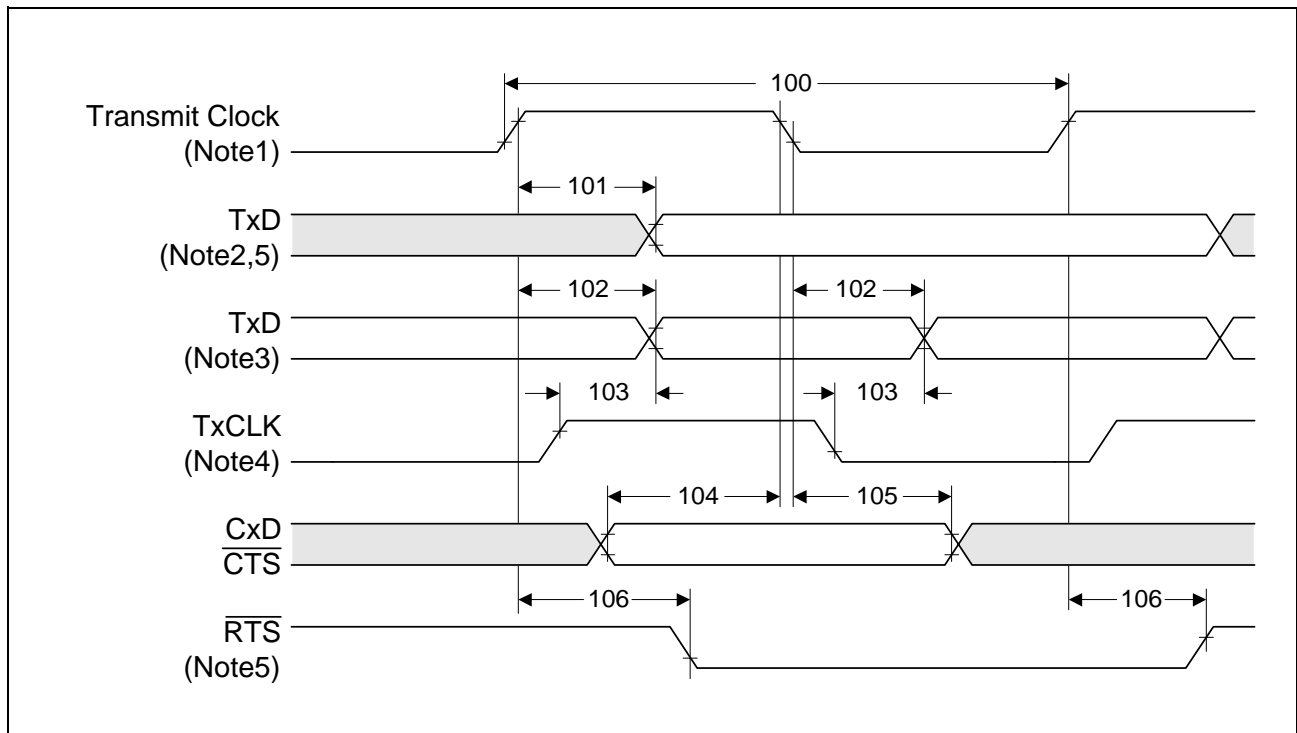 100
Transmit Clock
(Note1)
101
TxD
(Note2,5)
102 102
TxD
(Note3)
103 103
TxCLK
(Note4)
104 105
CxD
CTS
106 106
RTS
(Note5)